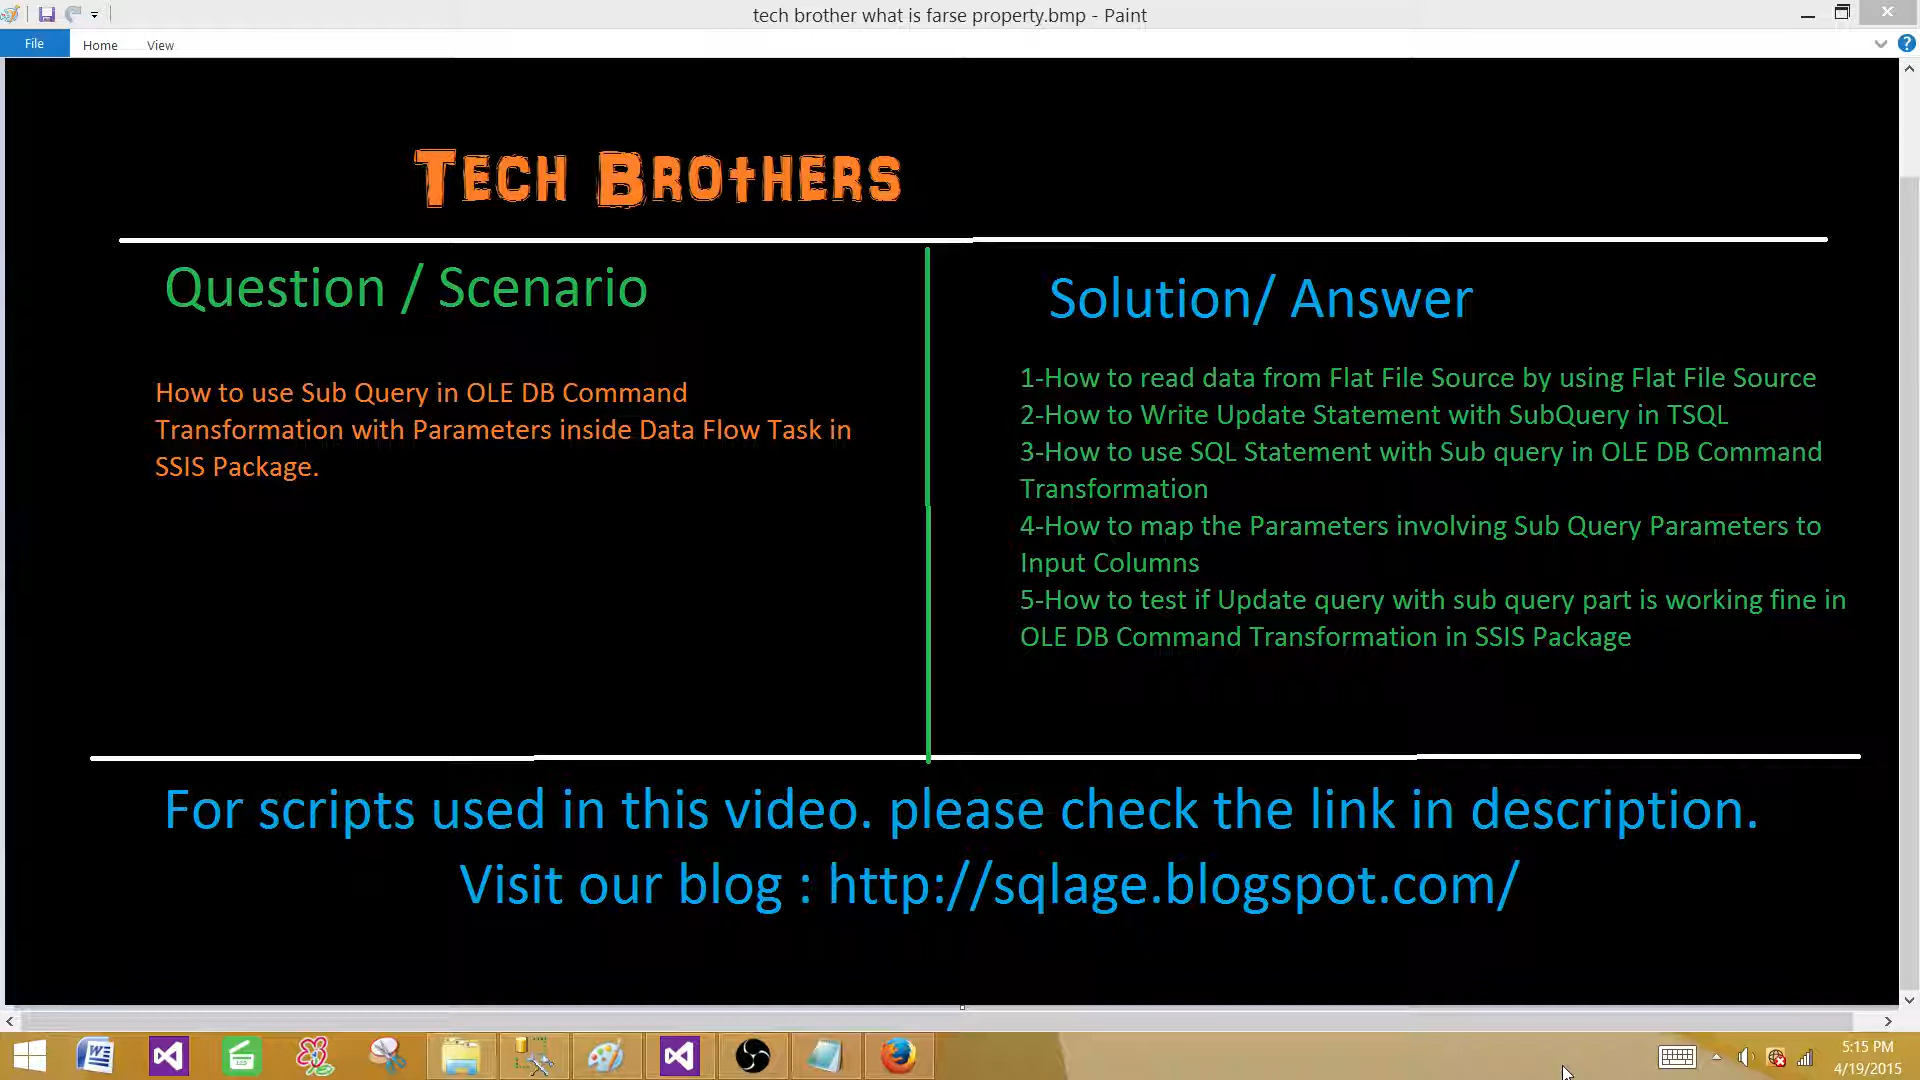 tech brother what is farse property.bmp - Paint
File Home View
Tech Brothers
Question / Scenario
Solution/ Answer
How to use Sub Query in OLE DB Command
Transformation with Parameters inside Data Flow Task in
SSIS Package.
1-How to read data from Flat File Source by using Flat File Source
2-How to Write Update Statement with SubQuery in TSQL
3-How to use SQL Statement with Sub query in OLE DB Command
Transformation
4-How to map the Parameters involving Sub Query Parameters to
Input Columns
5-How to test if Update query with sub query part is working fine in
OLE DB Command Transformation in SSIS Package
For scripts used in this video. please check the link in description.
Visit our blog : http://sqlage.blogspot.com/
5:15 PM
4/19/2015